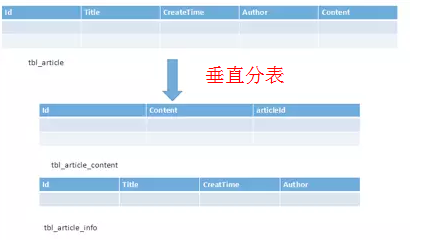 Id Title CreateTime Author Content
tbl_article
垂直分表
Id Content articleId
tbl_article_content
Id Title CreatTime Author
tbl_article_info